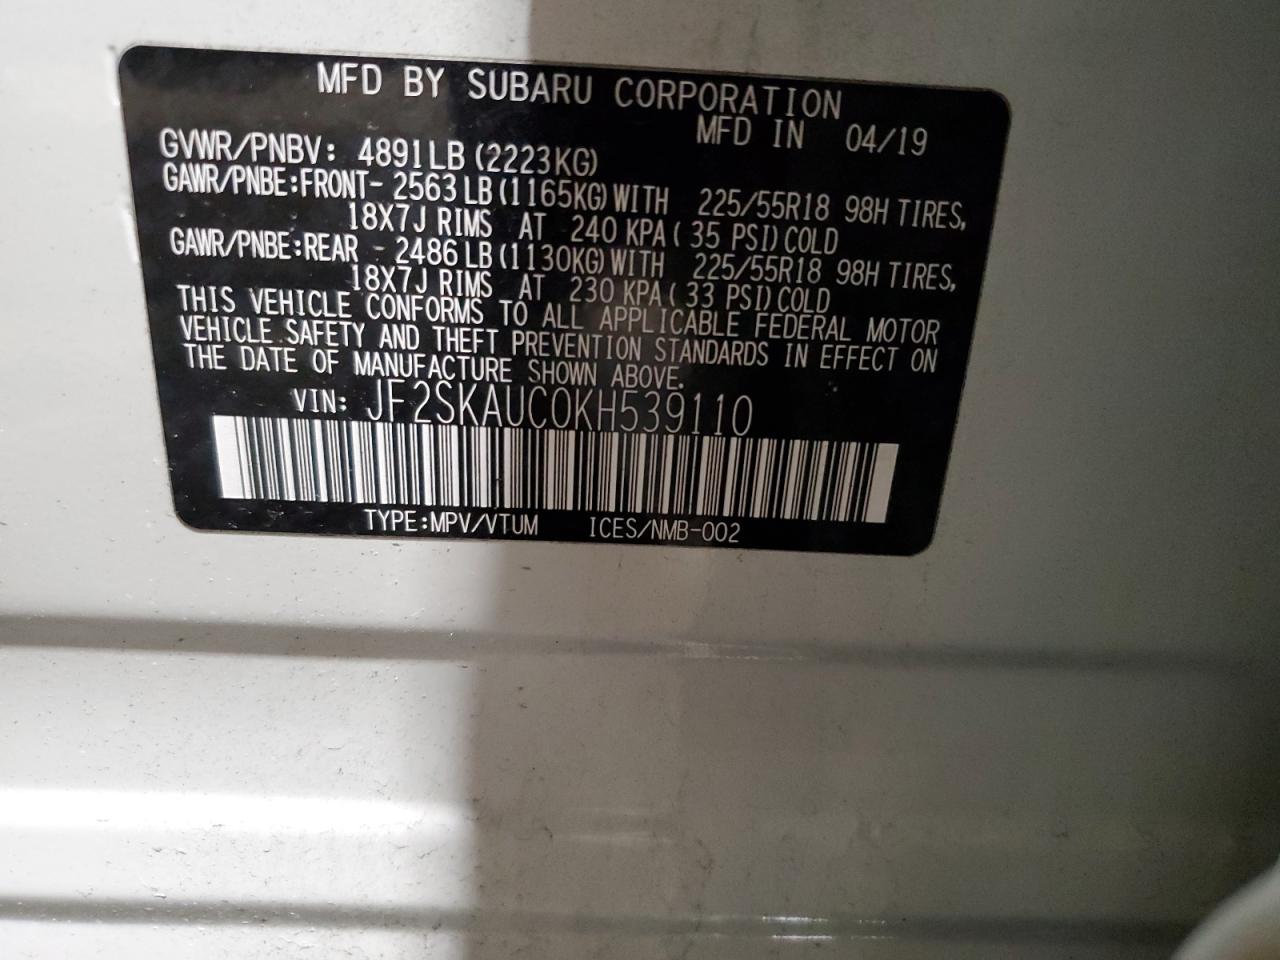 MFD BY SUBARU CORPORATION
MFD IN 04/19
GVWR/PNBV: 4891LB (2223KG)
GAWR/PNBE:FRONT- 2563LB (1165KG) WITH 225/55R18 98H TIRES,
18X7J RIMS AT 240 KPA ( 35 PSI) COLD
GAWR/PNBE:REAR - 2486LB (1130KG) WITH 225/55R18 98H TIRES,
18X7J RIMS AT 230 KPA ( 33 PSI) COLD
THIS VEHICLE CONFORMS TO ALL APPLICABLE FEDERAL MOTOR
VEHICLE SAFETY AND THEFT PREVENTION STANDARDS IN EFFECT ON
THE DATE OF MANUFACTURE SHOWN ABOVE.
VIN: JF2SKAUC0KH539110
TYPE:MPV/VTUM ICES/NMB-002